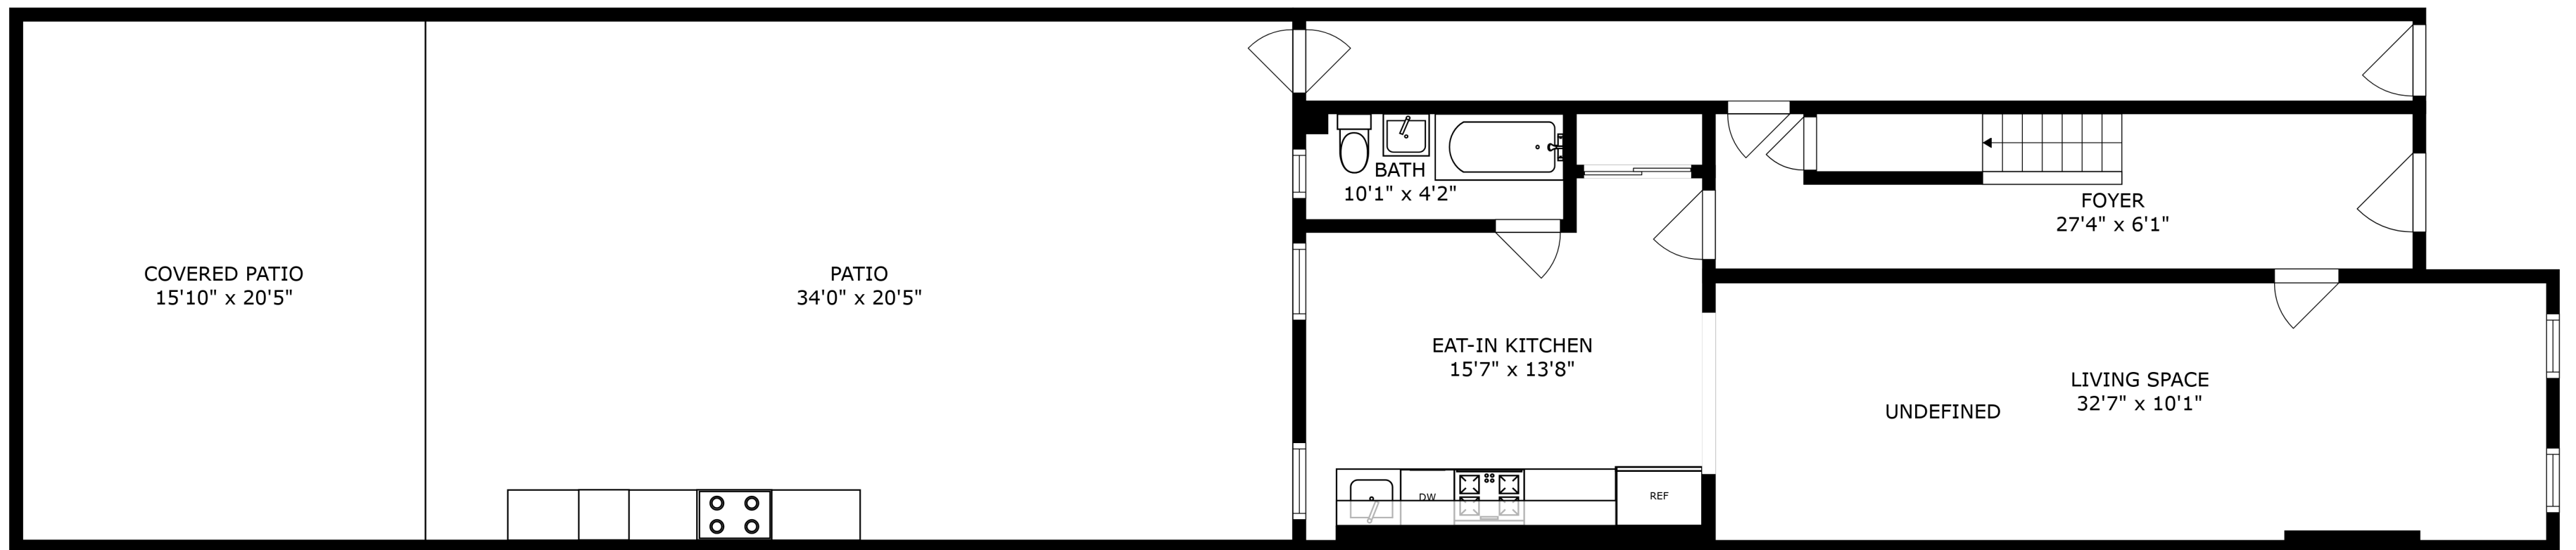 BATH
10'1" x 4'2"
FOYER
27'4" x 6'1"
COVERED PATIO
15'10" x 20'5"
PATIO
34'0" x 20'5"
EAT-IN KITCHEN
15'7" x 13'8"
LIVING SPACE
32'7" x 10'1"
UNDEFINED
DW
REF